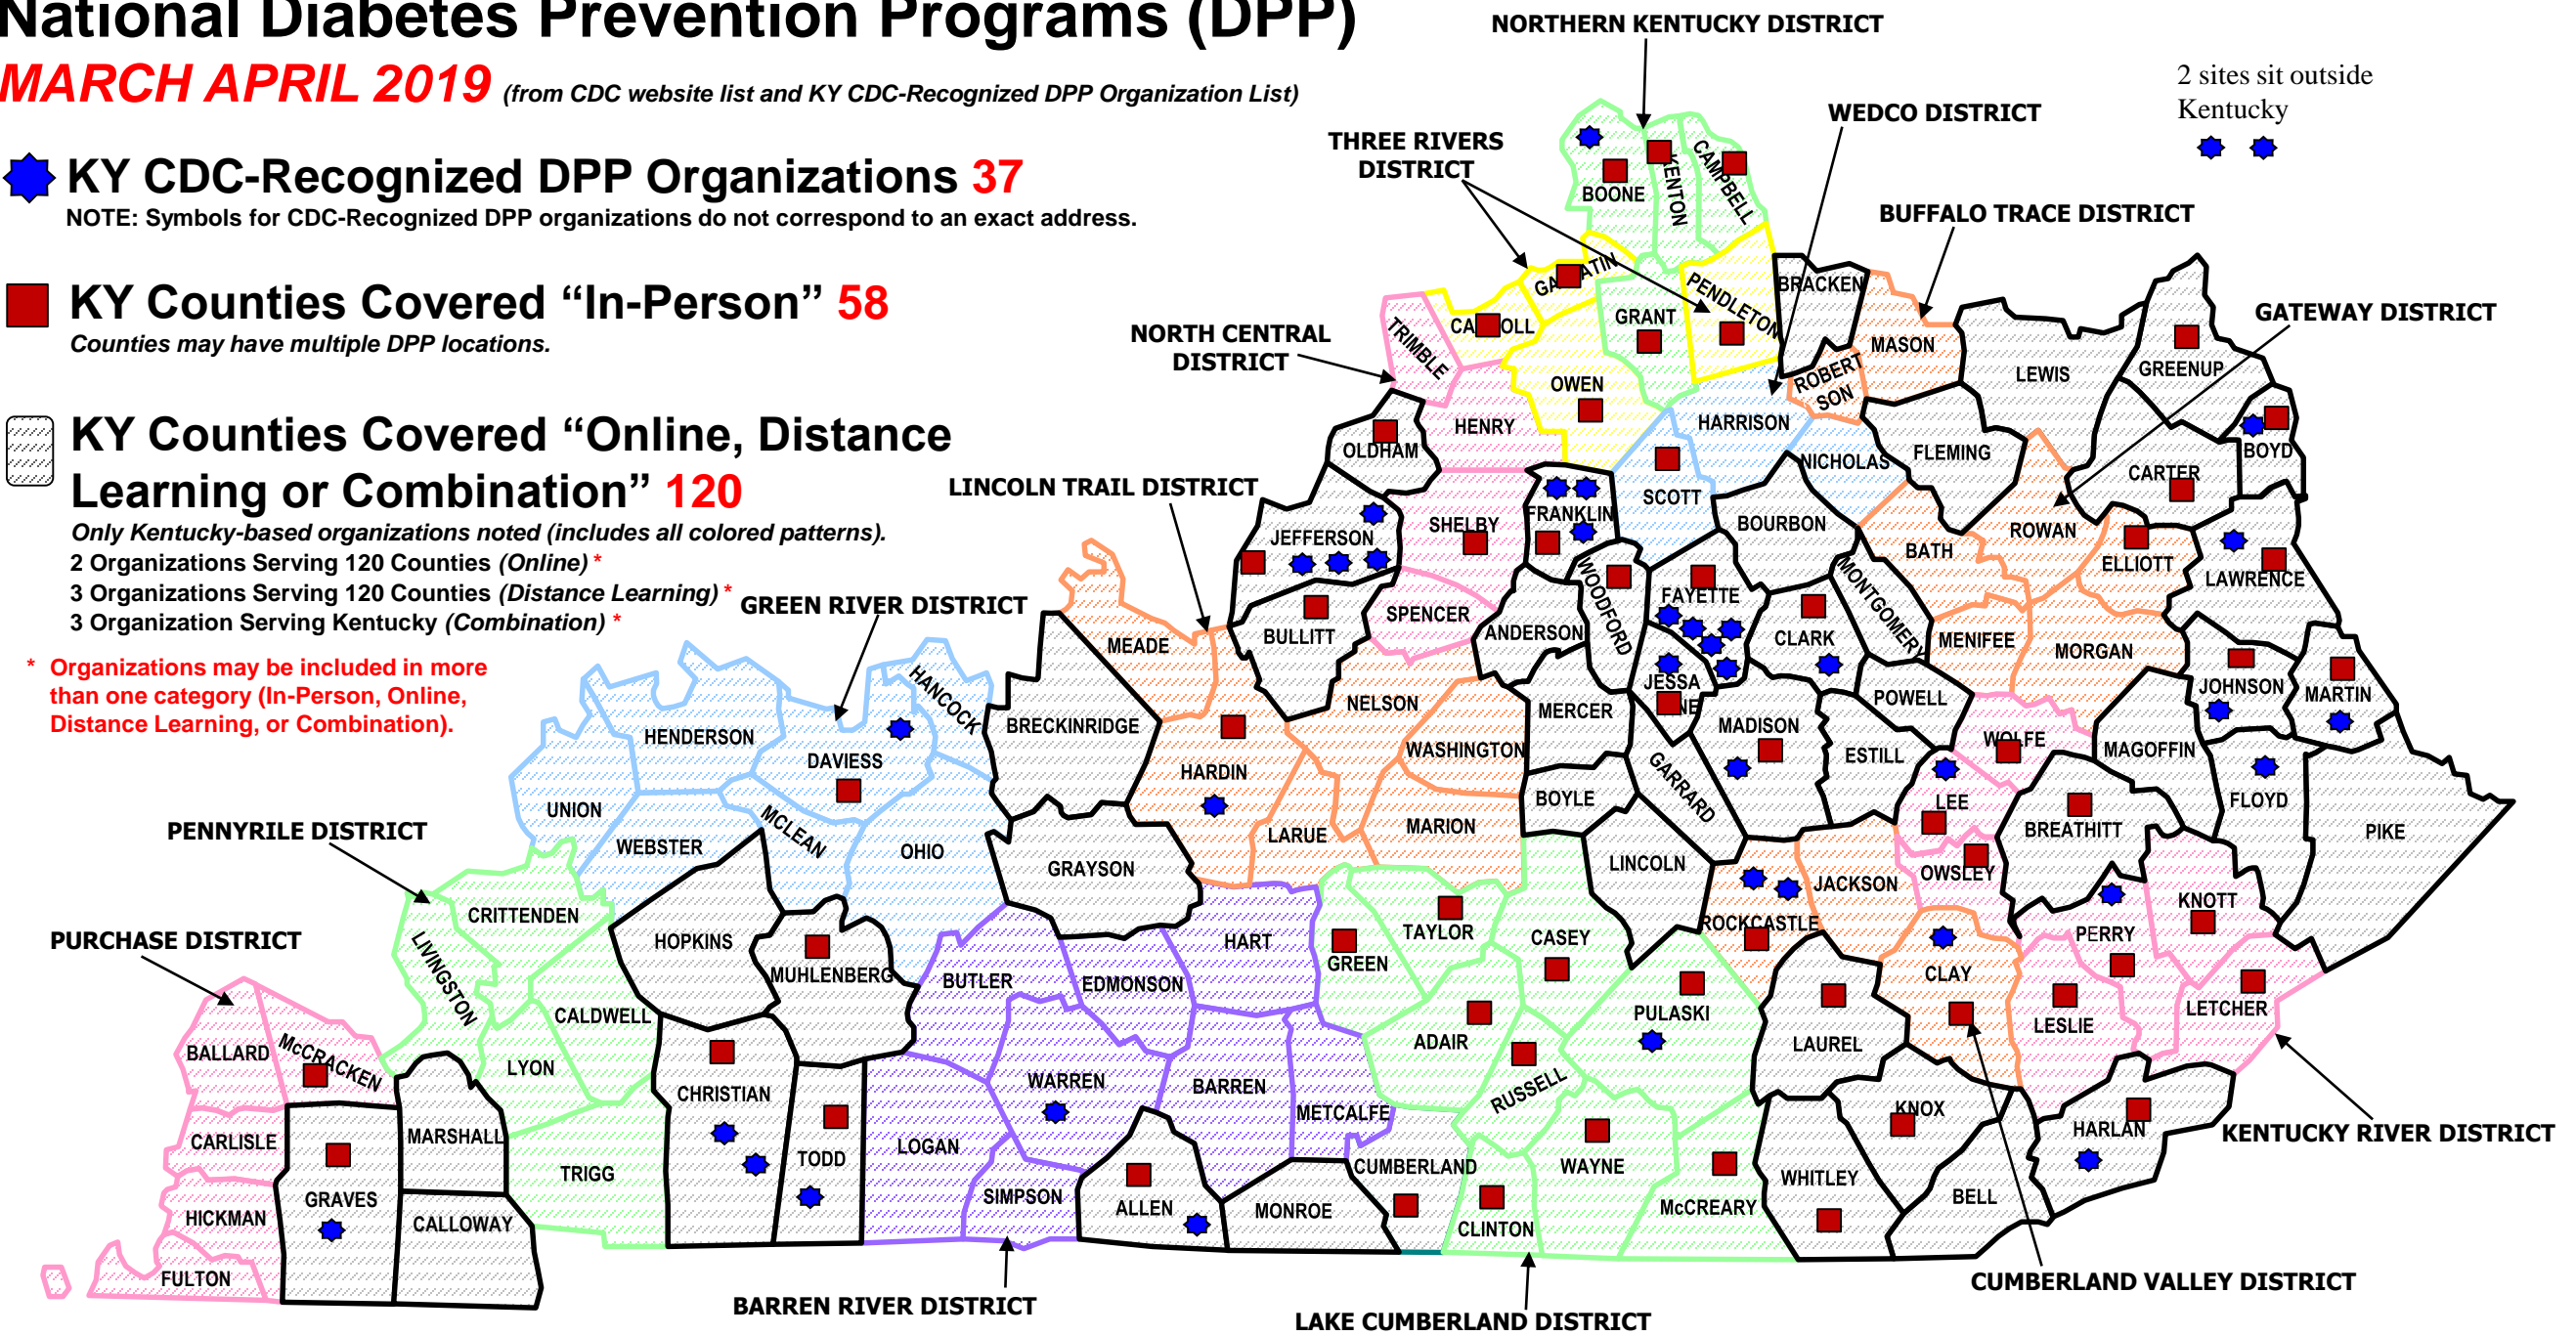 National Diabetes Prevention Programs (DPP)
MARCH APRIL 2019 (from CDC website list and KY CDC-Recognized DPP Organization List)
KY CDC-Recognized DPP Organizations 37
NOTE: Symbols for CDC-Recognized DPP organizations do not correspond to an exact address.
KY Counties Covered “In-Person” 58
Counties may have multiple DPP locations.
KY Counties Covered “Online, Distance
Learning or Combination” 120
Only Kentucky-based organizations noted (includes all colored patterns).
2 Organizations Serving 120 Counties (Online) *
3 Organizations Serving 120 Counties (Distance Learning) *
3 Organization Serving Kentucky (Combination) *
* Organizations may be included in more
than one category (In-Person, Online,
Distance Learning, or Combination).
2 sites sit outside
Kentucky
NORTHERN KENTUCKY DISTRICT
WEDCO DISTRICT
THREE RIVERS
DISTRICT
BUFFALO TRACE DISTRICT
GATEWAY DISTRICT
NORTH CENTRAL
DISTRICT
LINCOLN TRAIL DISTRICT
GREEN RIVER DISTRICT
PENNYRILE DISTRICT
PURCHASE DISTRICT
BARREN RIVER DISTRICT
LAKE CUMBERLAND DISTRICT
CUMBERLAND VALLEY DISTRICT
KENTUCKY RIVER DISTRICT
BOONE
KENTON
CAMPBELL
GA ATIN
CA OLL
GRANT
PENDLETON
BRACKEN
TRIMBLE
OWEN
ROBERT
SON
MASON
LEWIS
GREENUP
HENRY
HARRISON
OLDHAM
NICHOLAS
FLEMING
CARTER
BOYD
JEFFERSON
SHELBY
FRANKLIN
SCOTT
BOURBON
BATH
ROWAN
ELLIOTT
LAWRENCE
BULLITT
SPENCER
ANDERSON
WOODFORD
FAYETTE
CLARK
MONTGOMERY
MENIFEE
MORGAN
MEADE
HANCOCK
JESSA
NE
JOHNSON
MARTIN
BRECKINRIDGE
NELSON
MERCER
MADISON
POWELL
HENDERSON
DAVIESS
HARDIN
WASHINGTON
GARRARD
ESTILL
WOLFE
MAGOFFIN
UNION
MCLEAN
BOYLE
LEE
BREATHITT
FLOYD
PIKE
WEBSTER
OHIO
GRAYSON
LARUE
MARION
LINCOLN
JACKSON
OWSLEY
KNOTT
CRITTENDEN
LIVINGSTON
HOPKINS
MUHLENBERG
BUTLER
EDMONSON
HART
GREEN
TAYLOR
CASEY
ROCKCASTLE
CLAY
PERRY
LETCHER
CALDWELL
ADAIR
PULASKI
LAUREL
LESLIE
BALLARD
McCRACKEN
LYON
CHRISTIAN
WARREN
BARREN
METCALFE
RUSSELL
KNOX
HARLAN
CARLISLE
MARSHALL
TODD
LOGAN
CUMBERLAND
WAYNE
WHITLEY
BELL
HICKMAN
GRAVES
CALLOWAY
TRIGG
SIMPSON
ALLEN
MONROE
CLINTON
McCREARY
FULTON